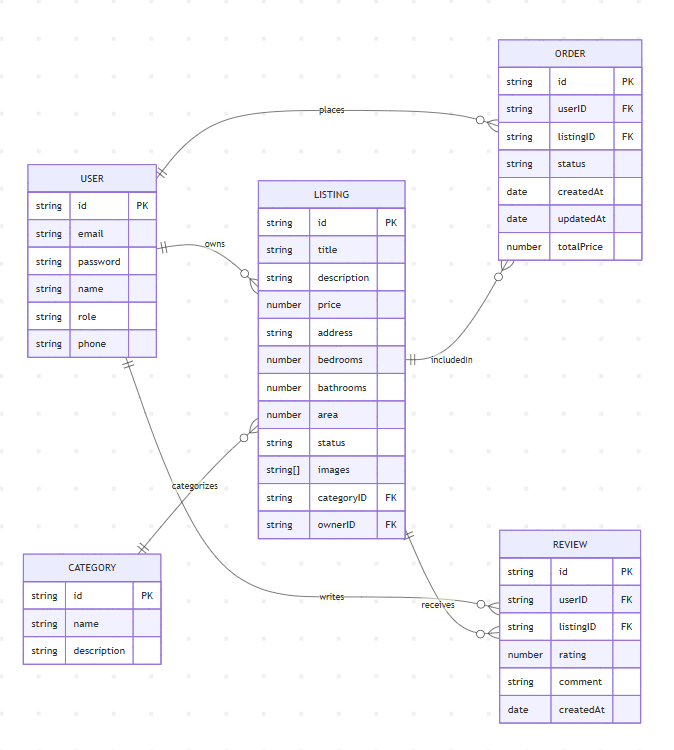 ORDER
string id PK
string userID FK
string listingID FK
string status
date createdAt
date updatedAt
number totalPrice
places
USER
string id PK
string email
string password
string name
string role
string phone
owns
LISTING
string id PK
string title
string description
number price
string address
number bedrooms
number bathrooms
number area
string status
string[] images
string categoryID FK
string ownerID FK
includedIn
categorizes
CATEGORY
string id PK
string name
string description
writes
receives
REVIEW
string id PK
string userID FK
string listingID FK
number rating
string comment
date createdAt